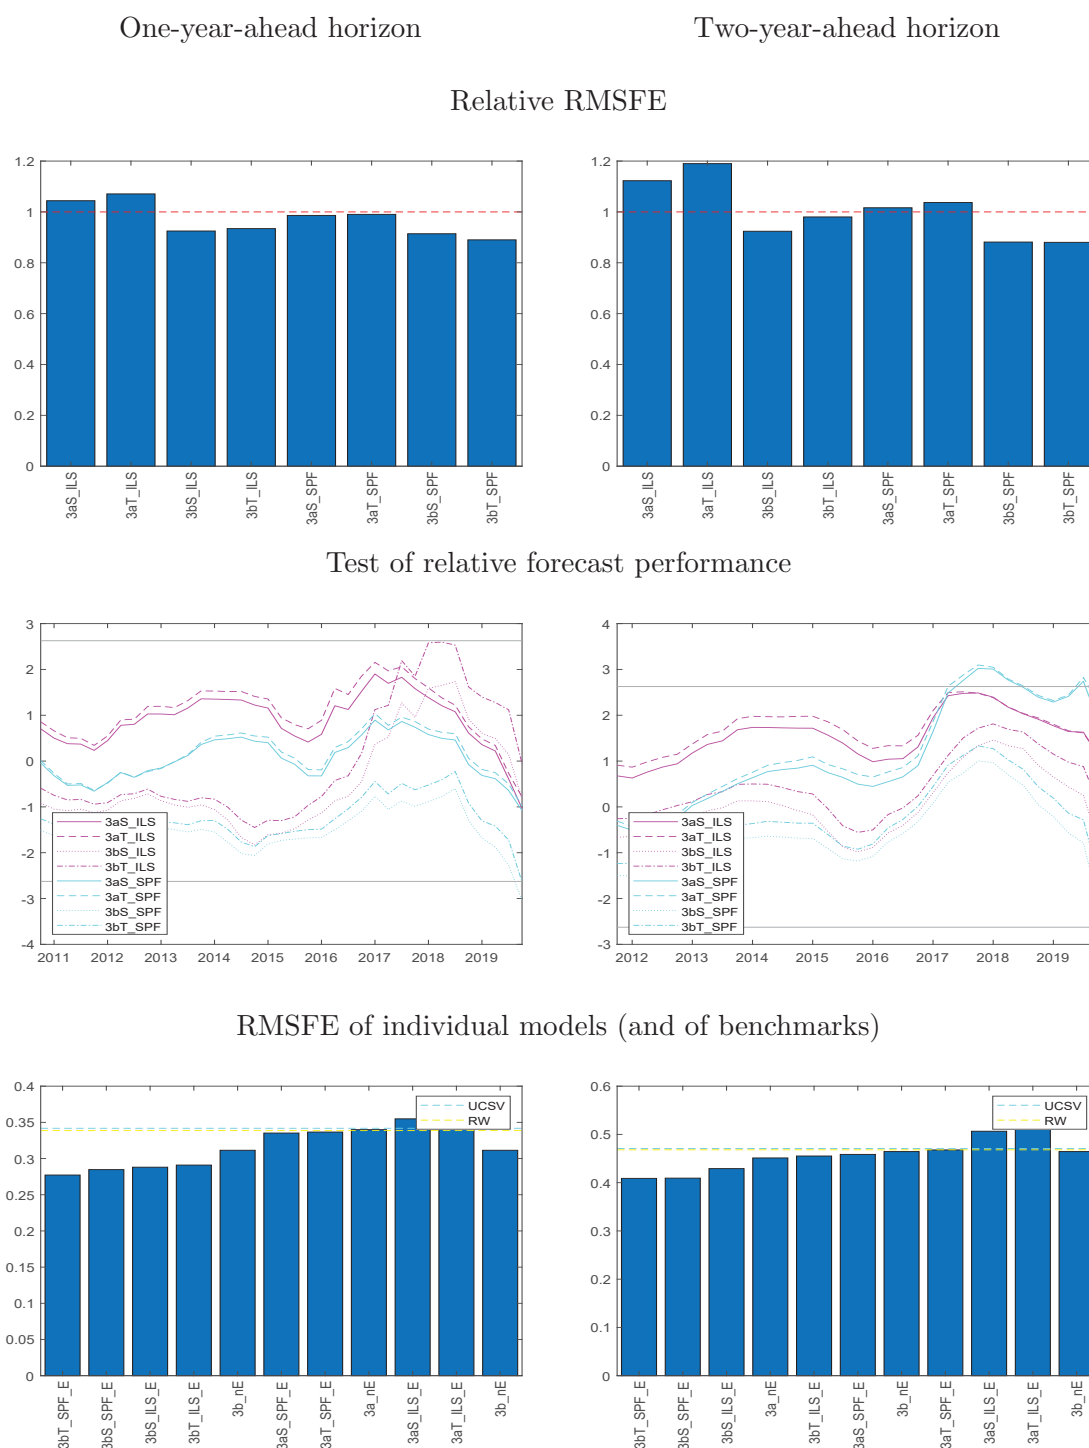 One-year-ahead horizon
Two-year-ahead horizon
Relative RMSFE
1.2
1
0.8
0.6
0.4
0.2
0
3aS_ILS
3aT_ILS
3bS_ILS
3bT_ILS
3aS_SPF
3aT_SPF
3bS_SPF
3bT_SPF
1.2
1
0.8
0.6
0.4
0.2
0
3aS_ILS
3aT_ILS
3bS_ILS
3bT_ILS
3aS_SPF
3aT_SPF
3bS_SPF
3bT_SPF
Test of relative forecast performance
3
2
1
0
-1
-2
-3
-4
3aS_ILS
3aT_ILS
3bS_ILS
3bT_ILS
3aS_SPF
3aT_SPF
3bS_SPF
3bT_SPF
2011 2012 2013 2014 2015 2016 2017 2018 2019
4
3
2
1
0
-1
-2
-3
3aS_ILS
3aT_ILS
3bS_ILS
3bT_ILS
3aS_SPF
3aT_SPF
3bS_SPF
3bT_SPF
2012 2013 2014 2015 2016 2017 2018 2019
RMSFE of individual models (and of benchmarks)
0.4
0.35
0.3
0.25
0.2
0.15
0.1
0.05
0
UCSV
RW
3bT_SPF_E
3bS_SPF_E
3bS_ILS_E
3bT_ILS_E
3b_nE
3aS_SPF_E
3aT_SPF_E
3a_nE
3aS_ILS_E
3aT_ILS_E
3b_nE
0.6
0.5
0.4
0.3
0.2
0.1
0
UCSV
RW
3bT_SPF_E
3bS_SPF_E
3bS_ILS_E
3a_nE
3bT_ILS_E
3aS_SPF_E
3b_nE
3aT_SPF_E
3aS_ILS_E
3aT_ILS_E
3b_nE